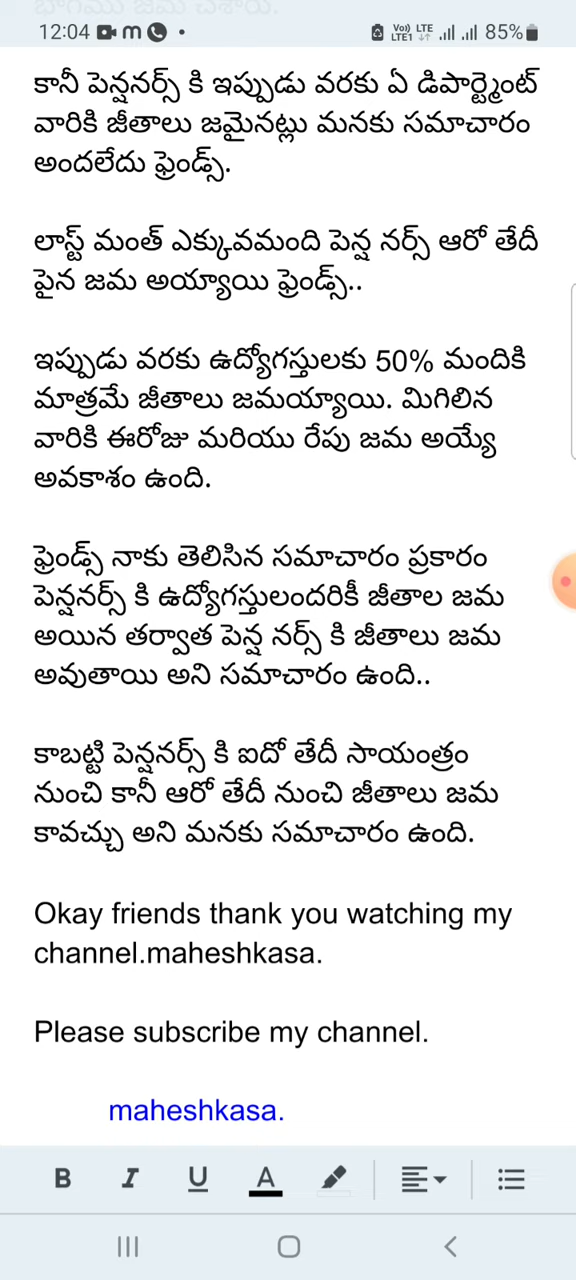 12:04 Vo) LTE LTE1 85%
కానీ పెన్షనర్స్ కి ఇప్పుడు వరకు ఏ డిపార్ట్మెంట్
వారికి జీతాలు జమైనట్లు మనకు సమాచారం
అందలేదు ఫ్రెండ్స్.
లాస్ట్ మంత్ ఎక్కువమంది పెన్ష నర్స్ ఆరో తేదీ
పైన జమ అయ్యాయి ఫ్రెండ్స్..
ఇప్పుడు వరకు ఉద్యోగస్తులకు 50% మందికి
మాత్రమే జీతాలు జమయ్యాయి. మిగిలిన
వారికి ఈరోజు మరియు రేపు జమ అయ్యే
అవకాశం ఉంది.
ఫ్రెండ్స్ నాకు తెలిసిన సమాచారం ప్రకారం
పెన్షనర్స్ కి ఉద్యోగస్తులందరికీ జీతాల జమ
అయిన తర్వాత పెన్ష నర్స్ కి జీతాలు జమ
అవుతాయి అని సమాచారం ఉంది..
కాబట్టి పెన్షనర్స్ కి ఐదో తేదీ సాయంత్రం
నుంచి కానీ ఆరో తేదీ నుంచి జీతాలు జమ
కావచ్చు అని మనకు సమాచారం ఉంది.
Okay friends thank you watching my
channel.maheshkasa.
Please subscribe my channel.
maheshkasa.
B I U A